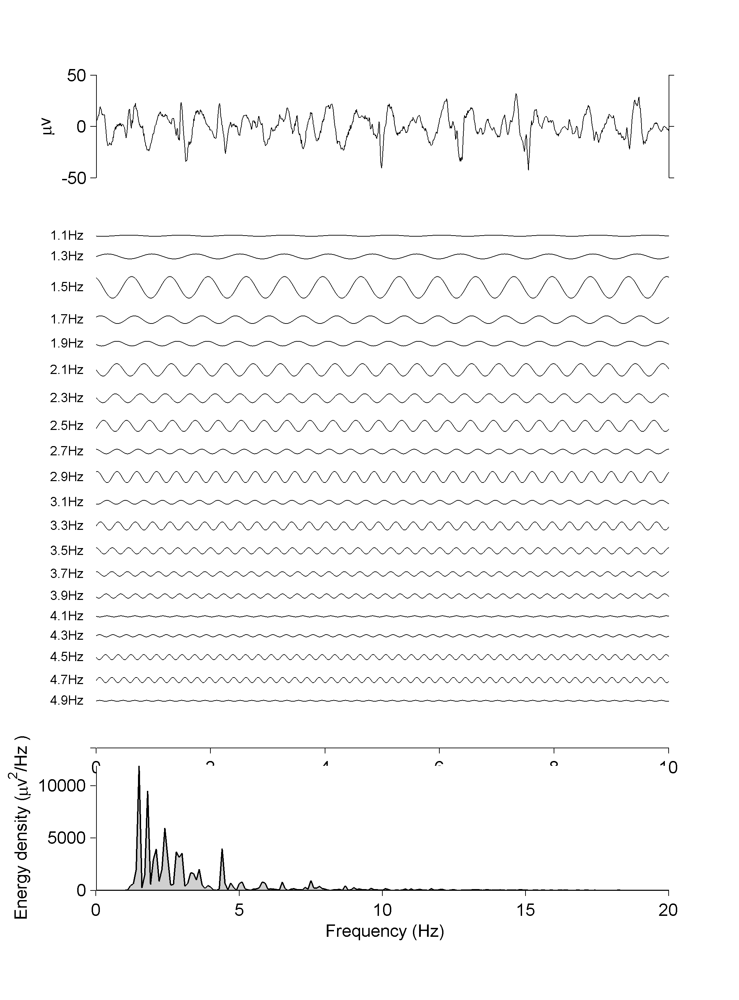 50
μv
0
-50
1.1Hz
1.3Hz
1.5Hz
1.7Hz
1.9Hz
2.1Hz
2.3Hz
2.5Hz
2.7Hz
2.9Hz
3.1Hz
3.3Hz
3.5Hz
3.7Hz
3.9Hz
4.1Hz
4.3Hz
4.5Hz
4.7Hz
4.9Hz
10
Energy density (μv²/Hz )
10000
5000
0
0 5 10 15 20
Frequency (Hz)